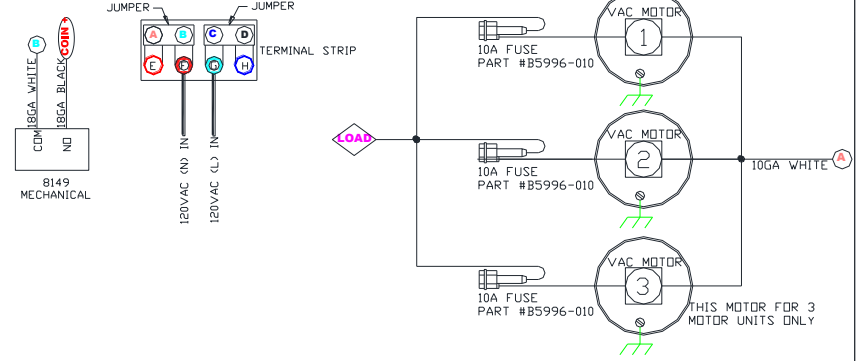 JUMPER
JUMPER
A B C D
E F G H
TERMINAL STRIP
120VAC (N) IN
120VAC (L) IN
B
COIN +
18GA WHITE
18GA BLACK
COM
NO
8149
MECHANICAL
LOAD
10A FUSE
PART #B5996-010
VAC MOTOR
1
10A FUSE
PART #B5996-010
VAC MOTOR
2
10GA WHITE
A
10A FUSE
PART #B5996-010
VAC MOTOR
3
THIS MOTOR FOR 3
MOTOR UNITS ONLY